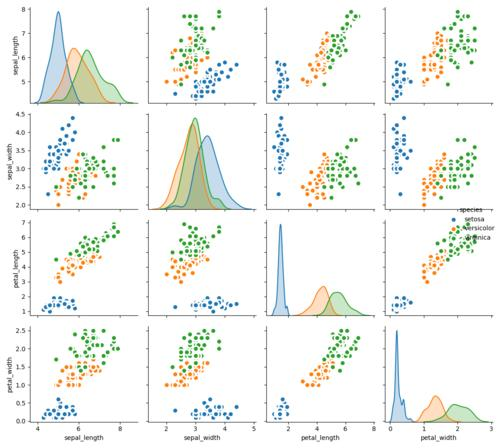 8
7
6
5
sepal_length
4.5
4.0
3.5
3.0
2.5
2.0
sepal_width
species
setosa
versicolor
virginica
7
6
5
4
3
2
1
petal_length
2.5
2.0
1.5
1.0
0.5
0.0
petal_width
4 6 8
2 3 4 5
2 4 6 8
0 1 2 3
sepal_length sepal_width petal_length petal_width